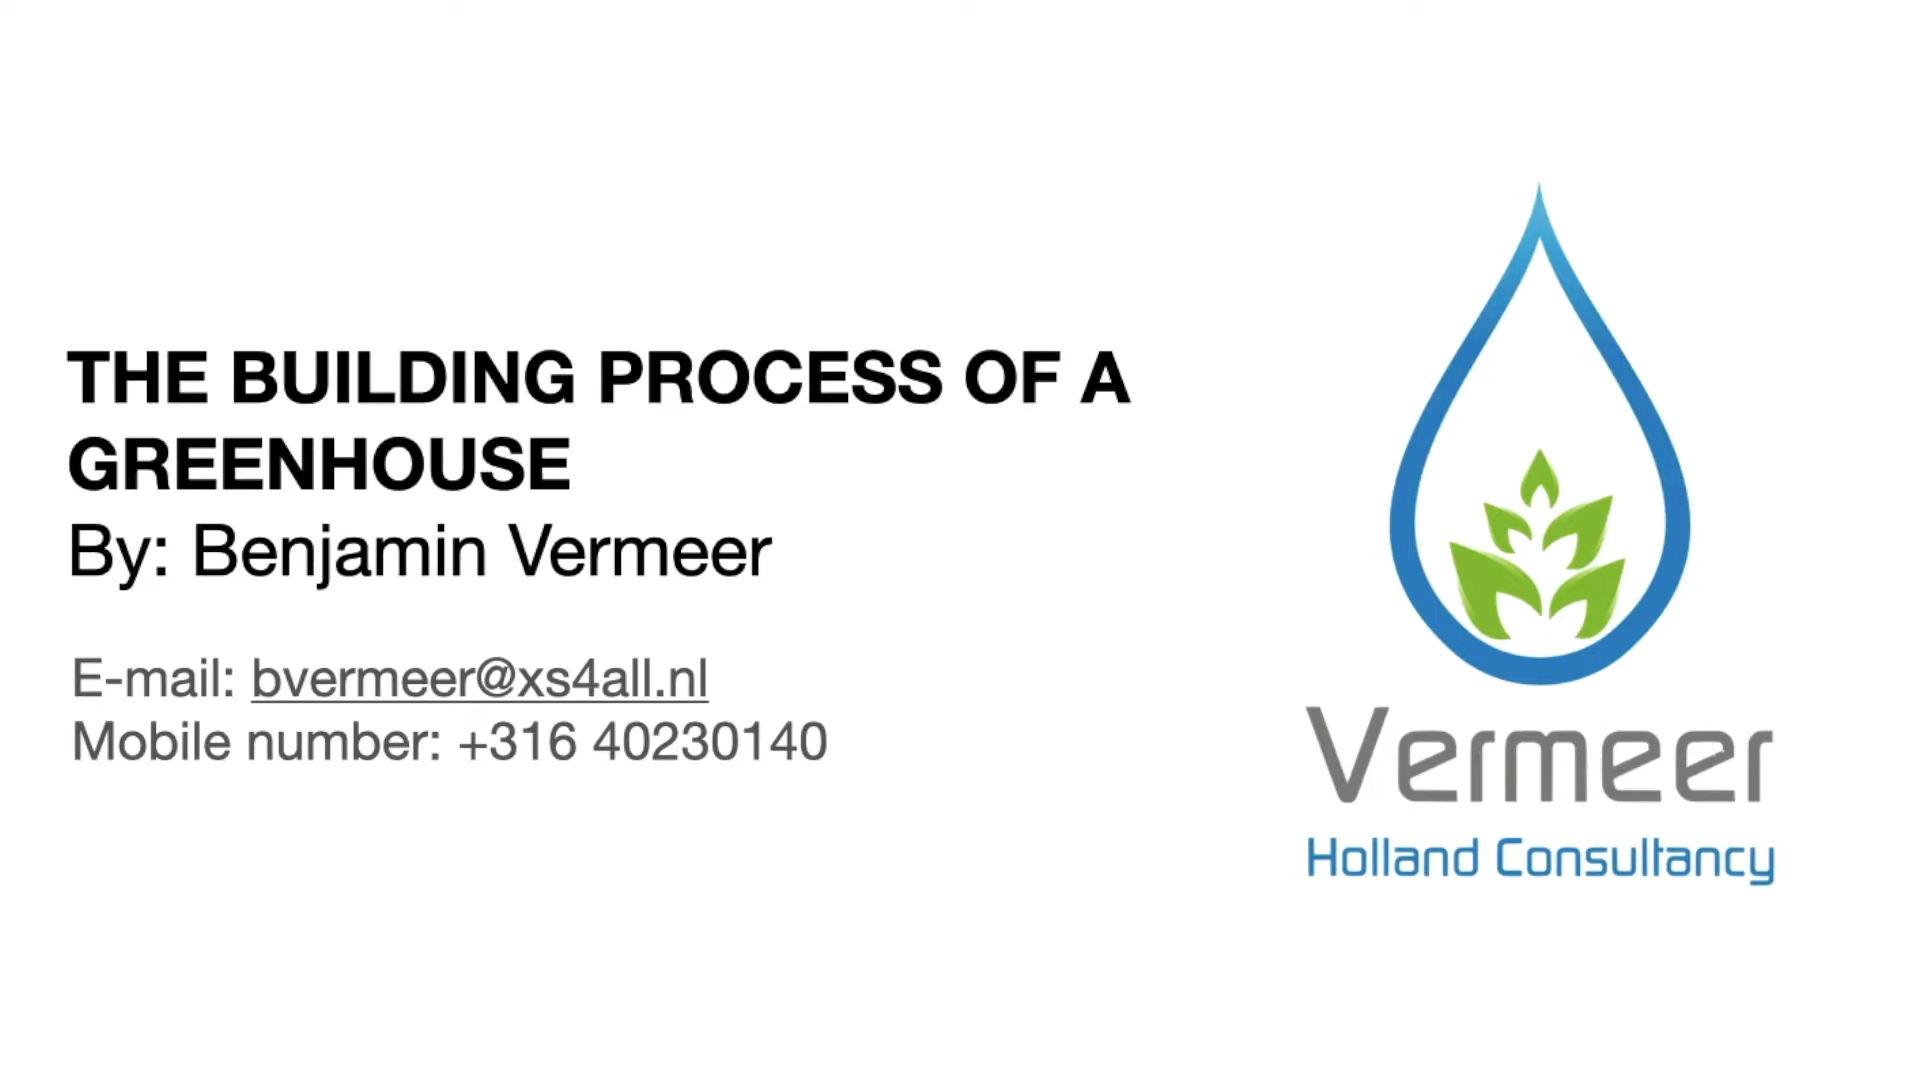 THE BUILDING PROCESS OF A
GREENHOUSE
By: Benjamin Vermeer
E-mail: bvermeer@xs4all.nl
Mobile number: +316 40230140
Vermeer
Holland Consultancy